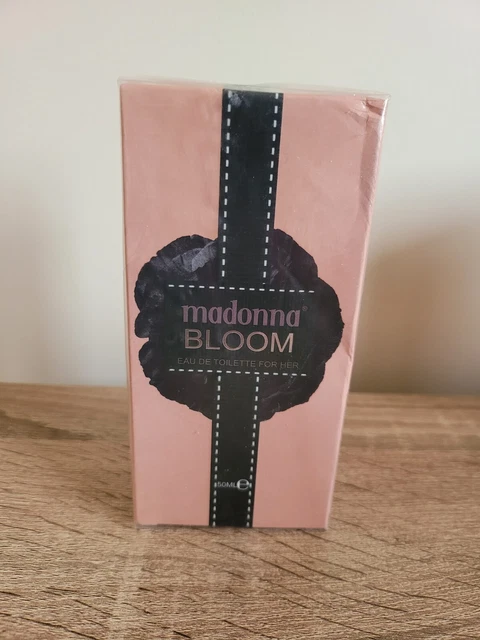 madonna
BLOOM
EAU DE TOILETTE FOR HER
50ML e